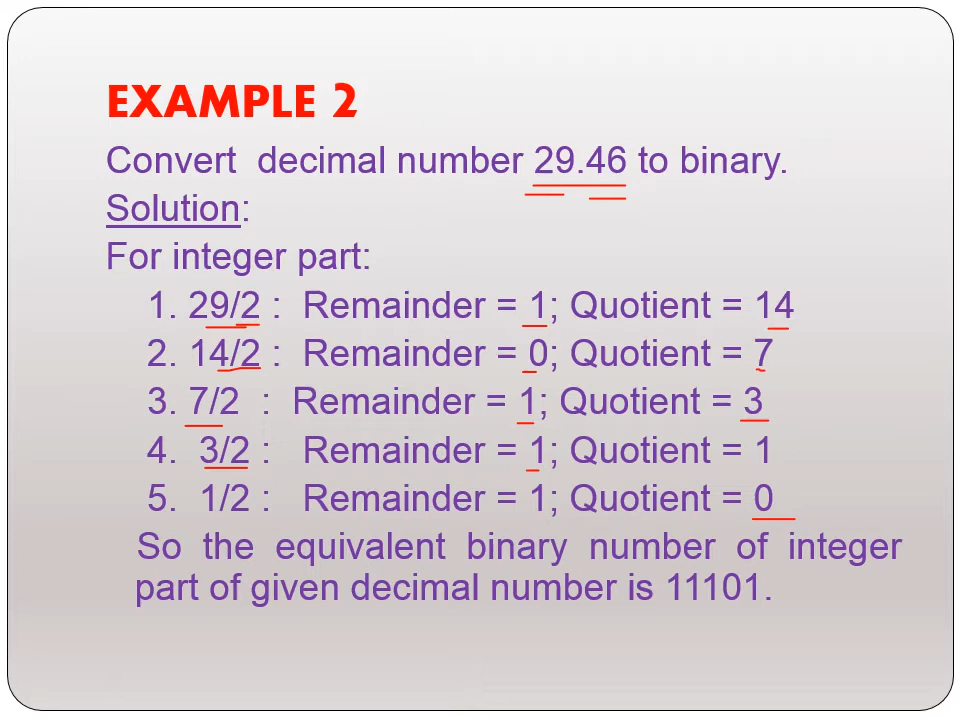 EXAMPLE 2
Convert decimal number 29.46 to binary.
Solution:
For integer part:
1. 29/2 : Remainder = 1; Quotient = 14
2. 14/2 : Remainder = 0; Quotient = 7
3. 7/2 : Remainder = 1; Quotient = 3
4. 3/2 : Remainder = 1; Quotient = 1
5. 1/2 : Remainder = 1; Quotient = 0
So the equivalent binary number of integer
part of given decimal number is 11101.